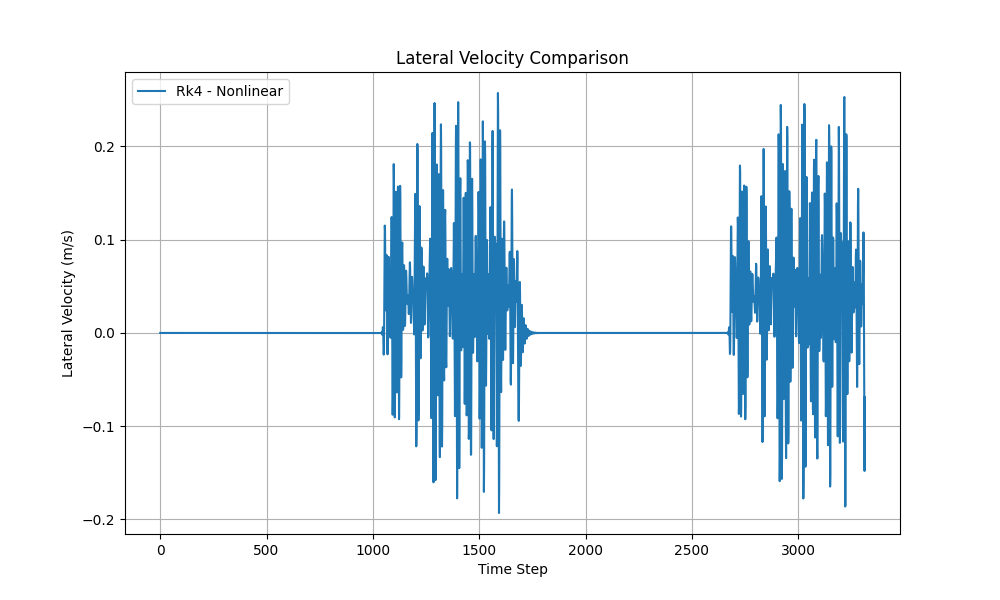 Lateral Velocity Comparison
Rk4 - Nonlinear
Lateral Velocity (m/s)
0.2
0.1
0.0
−0.1
−0.2
0 500 1000 1500 2000 2500 3000
Time Step